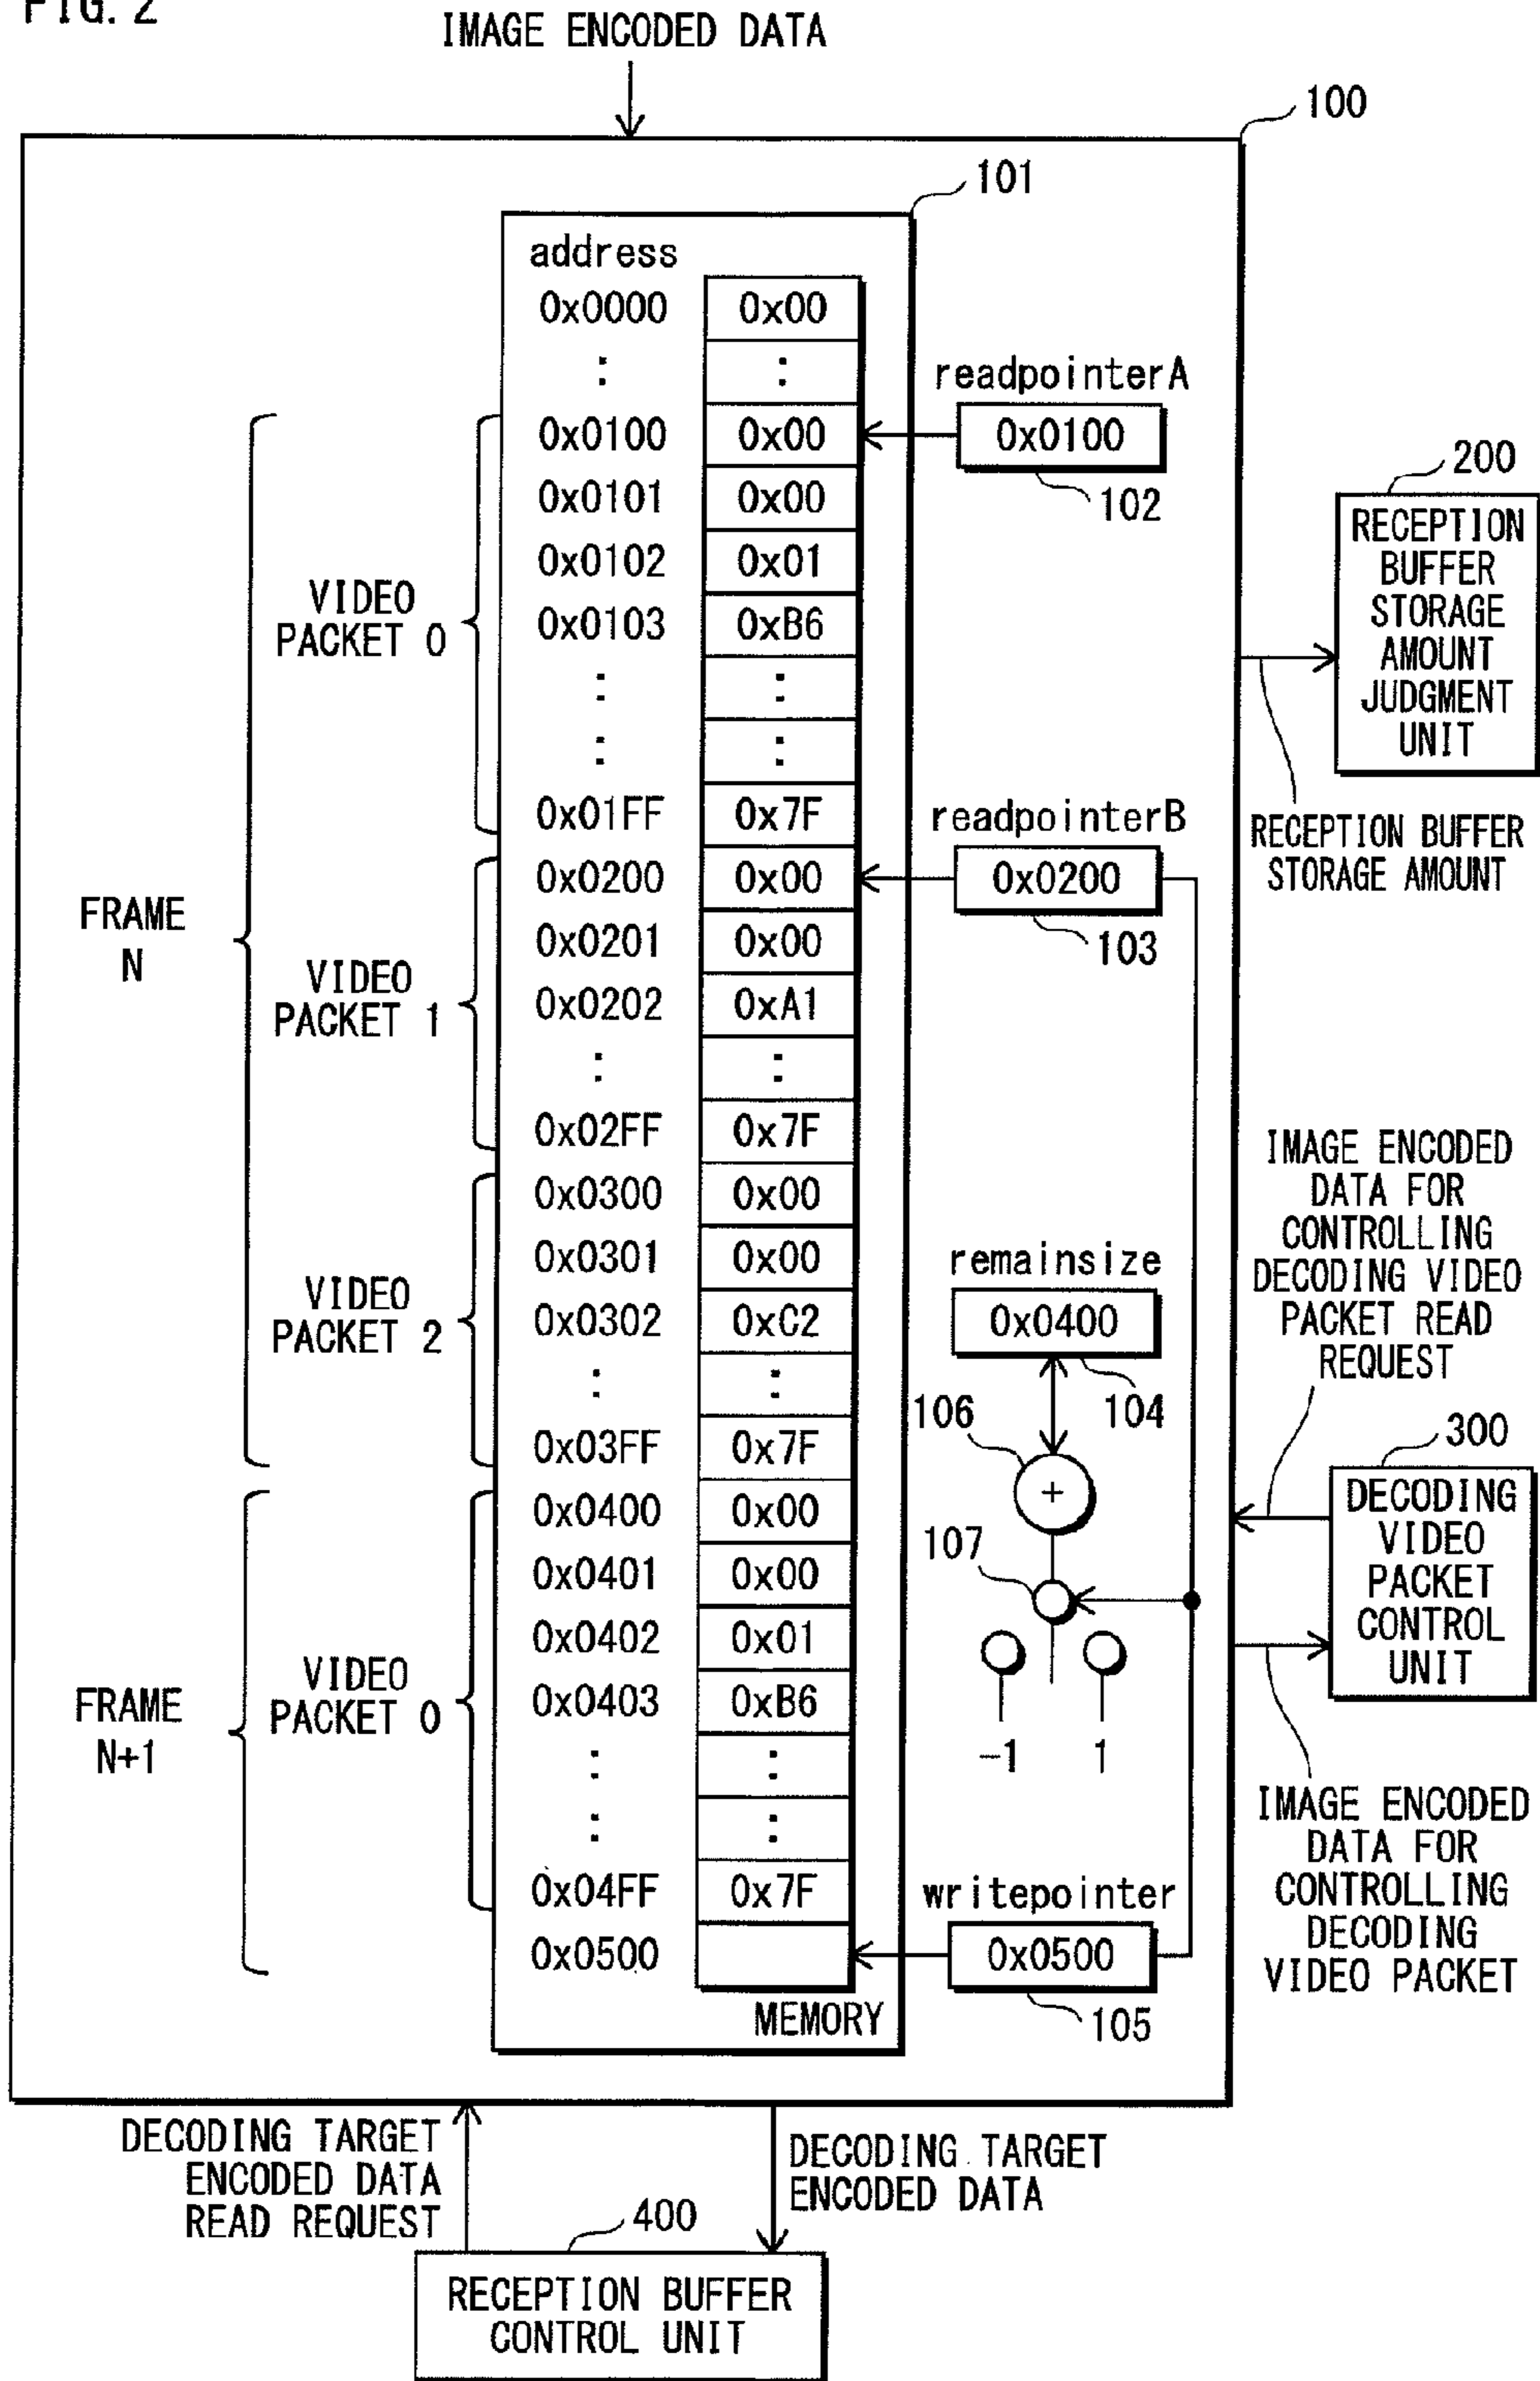 FIG. 2
IMAGE ENCODED DATA
100
101
address
0x0000 0x00
: :
readpointerA
0x0100 0x00 0x0100
102
0x0101 0x00
0x0102 0x01
0x0103 0xB6
: :
: :
0x01FF 0x7F
VIDEO
PACKET 0
200
RECEPTION
BUFFER
STORAGE
AMOUNT
JUDGMENT
UNIT
RECEPTION BUFFER
STORAGE AMOUNT
readpointerB
0x0200 0x00 0x0200
103
0x0201 0x00
0x0202 0xA1
: :
0x02FF 0x7F
FRAME
N
VIDEO
PACKET 1
0x0300 0x00
0x0301 0x00
0x0302 0xC2
: :
0x03FF 0x7F
VIDEO
PACKET 2
remainsize
0x0400
104
106
+
107
-1 1
IMAGE ENCODED
DATA FOR
CONTROLLING
DECODING VIDEO
PACKET READ
REQUEST
300
DECODING
VIDEO
PACKET
CONTROL
UNIT
0x0400 0x00
0x0401 0x00
0x0402 0x01
0x0403 0xB6
: :
: :
0x04FF 0x7F
0x0500
FRAME
N+1
VIDEO
PACKET 0
writepointer
0x0500
105
MEMORY
IMAGE ENCODED
DATA FOR
CONTROLLING
DECODING
VIDEO PACKET
DECODING TARGET
ENCODED DATA
READ REQUEST
DECODING TARGET
ENCODED DATA
400
RECEPTION BUFFER
CONTROL UNIT